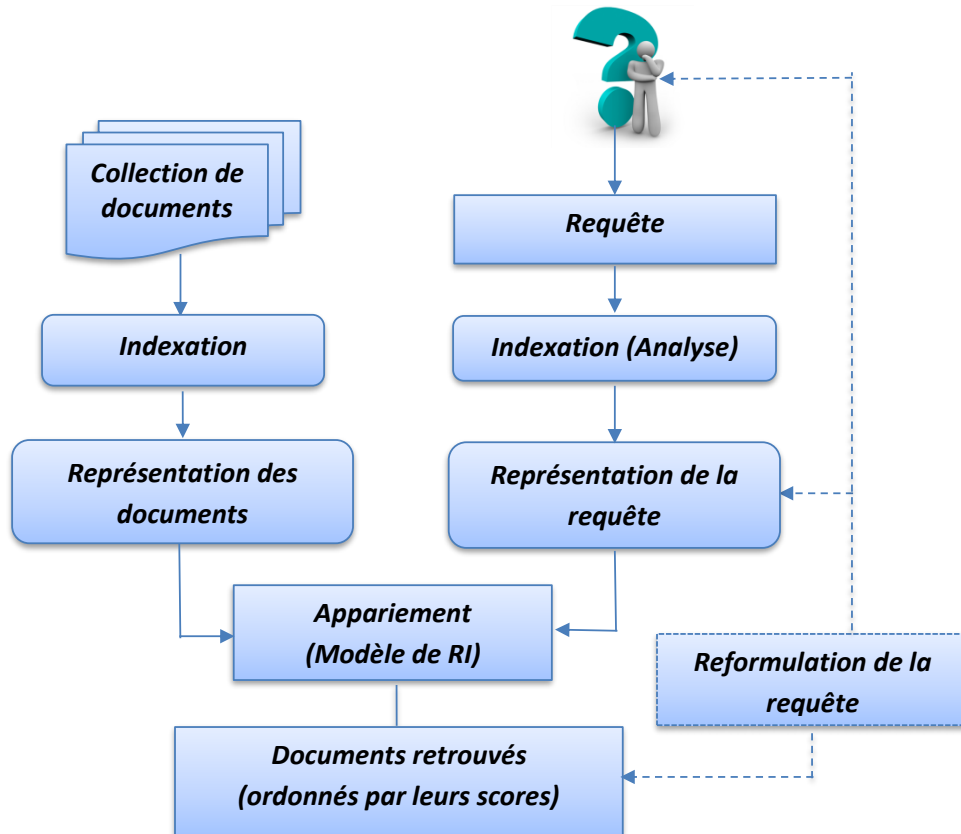 Collection de
documents
Requête
Indexation
Indexation (Analyse)
Représentation des
documents
Représentation de la
requête
Appariement
(Modèle de RI)
Reformulation de la
requête
Documents retrouvés
(ordonnés par leurs scores)